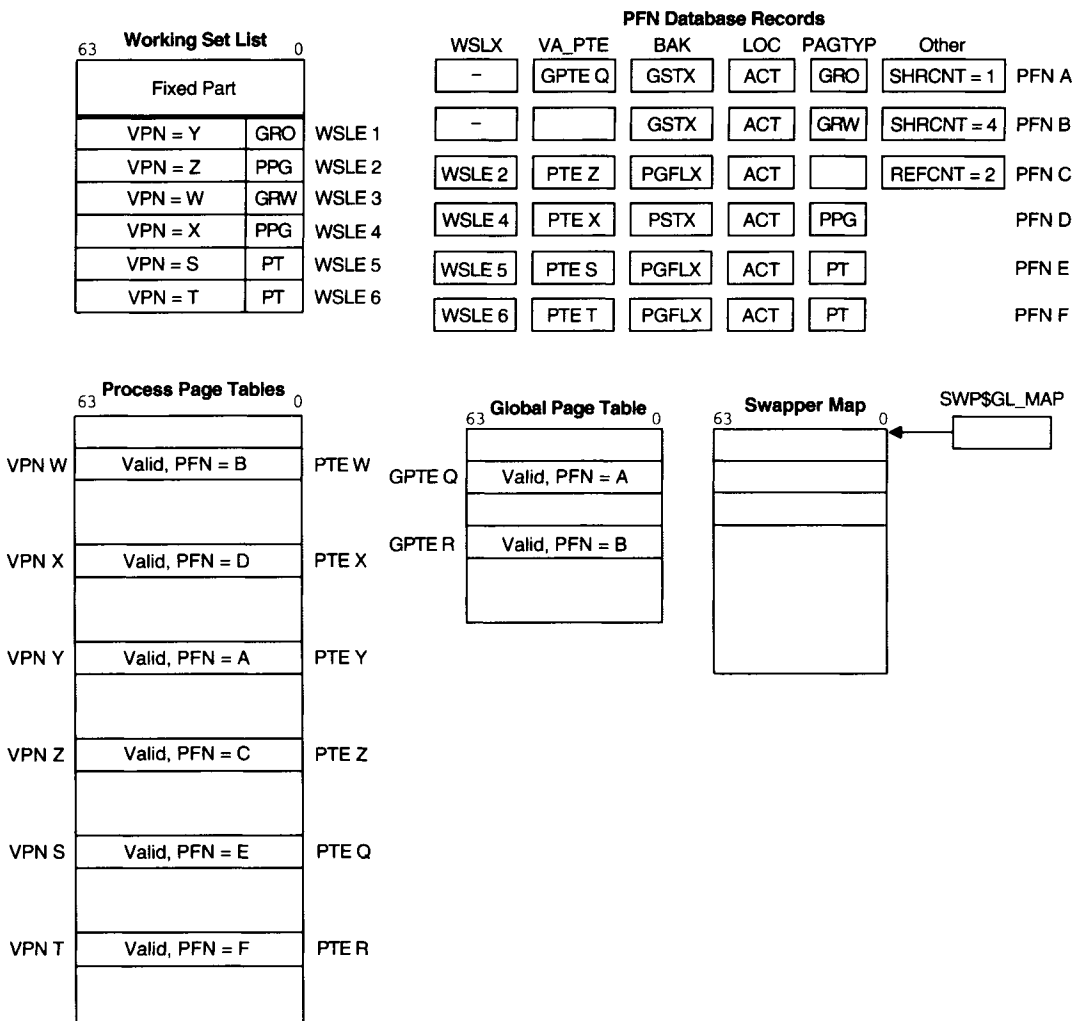 Working Set List
63 0
Fixed Part
VPN = Y GRO WSLE 1
VPN = Z PPG WSLE 2
VPN = W GRW WSLE 3
VPN = X PPG WSLE 4
VPN = S PT WSLE 5
VPN = T PT WSLE 6
PFN Database Records
WSLX VA_PTE BAK LOC PAGTYP Other
– GPTE Q GSTX ACT GRO SHRCNT = 1 PFN A
– GSTX ACT GRW SHRCNT = 4 PFN B
WSLE 2 PTE Z PGFLX ACT REFCNT = 2 PFN C
WSLE 4 PTE X PSTX ACT PPG PFN D
WSLE 5 PTE S PGFLX ACT PT PFN E
WSLE 6 PTE T PGFLX ACT PT PFN F
Process Page Tables
63 0
VPN W Valid, PFN = B PTE W
VPN X Valid, PFN = D PTE X
VPN Y Valid, PFN = A PTE Y
VPN Z Valid, PFN = C PTE Z
VPN S Valid, PFN = E PTE Q
VPN T Valid, PFN = F PTE R
Global Page Table
63 0
GPTE Q Valid, PFN = A
GPTE R Valid, PFN = B
Swapper Map
63 0
SWP$GL_MAP